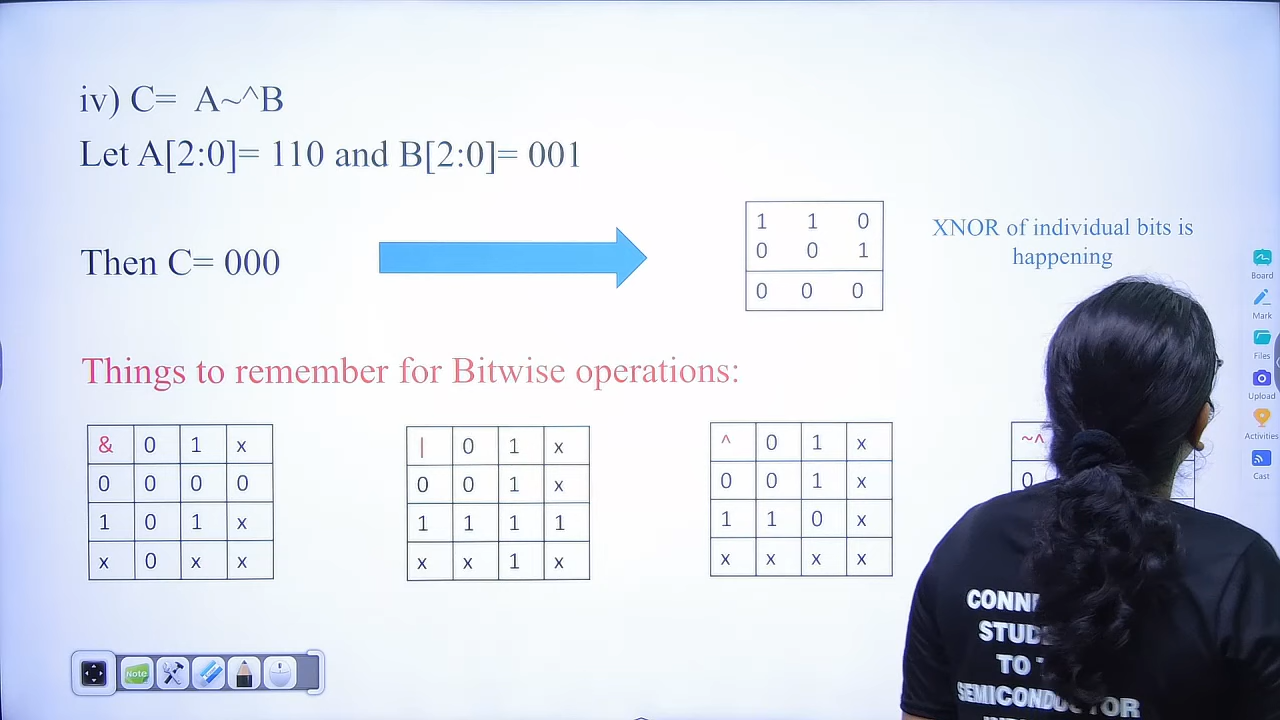 iv) C= A~^B
Let A[2:0]= 110 and B[2:0]= 001
1 1 0
0 0 1
0 0 0
XNOR of individual bits is
happening
Then C= 000
Things to remember for Bitwise operations:
& 0 1 x
0 0 0 0
1 0 1 x
x 0 x x
| 0 1 x
0 0 1 x
1 1 1 1
x x 1 x
^ 0 1 x
0 0 1 x
1 1 0 x
x x x x
~^
0
Board
Mark
Files
Upload
Activities
Cast
Note
TO